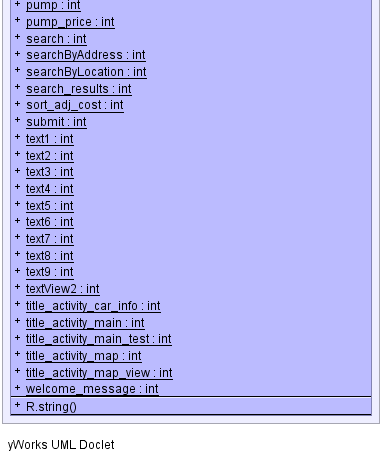 + pump : int
+ pump_price : int
+ search : int
+ searchByAddress : int
+ searchByLocation : int
+ search_results : int
+ sort_adj_cost : int
+ submit : int
+ text1 : int
+ text2 : int
+ text3 : int
+ text4 : int
+ text5 : int
+ text6 : int
+ text7 : int
+ text8 : int
+ text9 : int
+ textView2 : int
+ title_activity_car_info : int
+ title_activity_main : int
+ title_activity_main_test : int
+ title_activity_map : int
+ title_activity_map_view : int
+ welcome_message : int
+ R.string()
yWorks UML Doclet